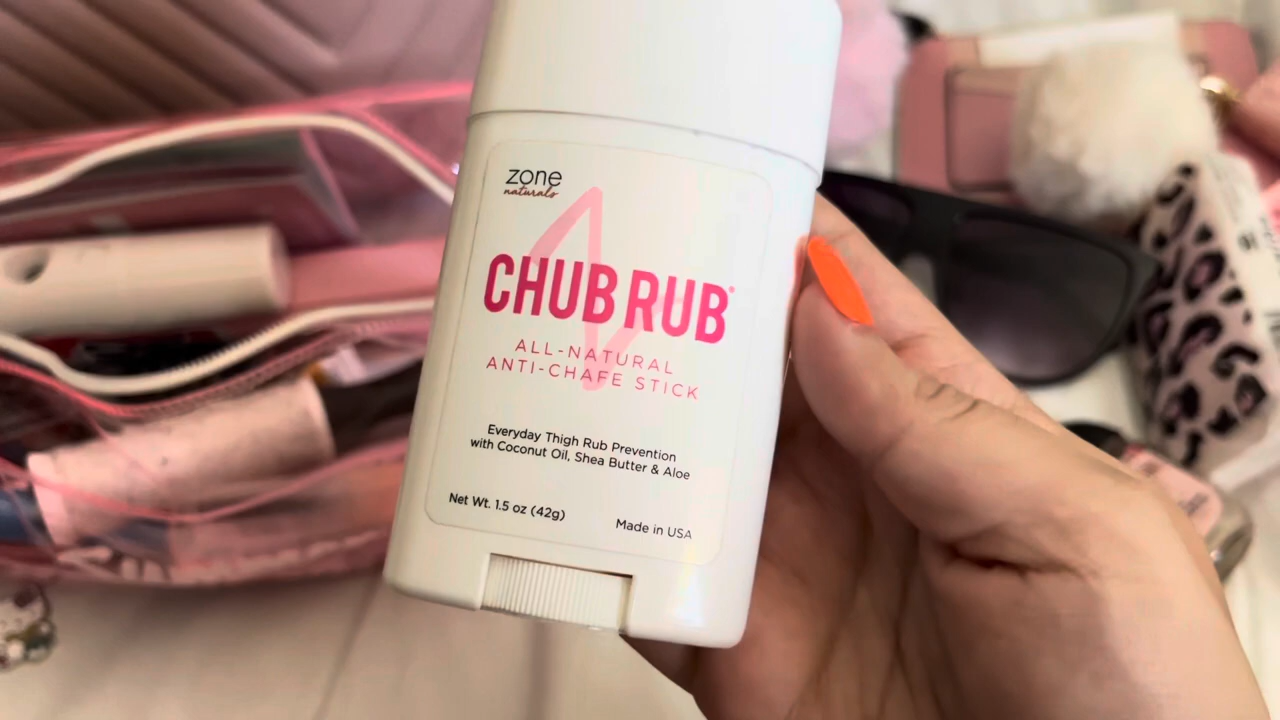 zone
naturals
CHUB RUB®
ALL-NATURAL
ANTI-CHAFE STICK
Everyday Thigh Rub Prevention
with Coconut Oil, Shea Butter & Aloe
Net Wt. 1.5 oz (42g)
Made in USA